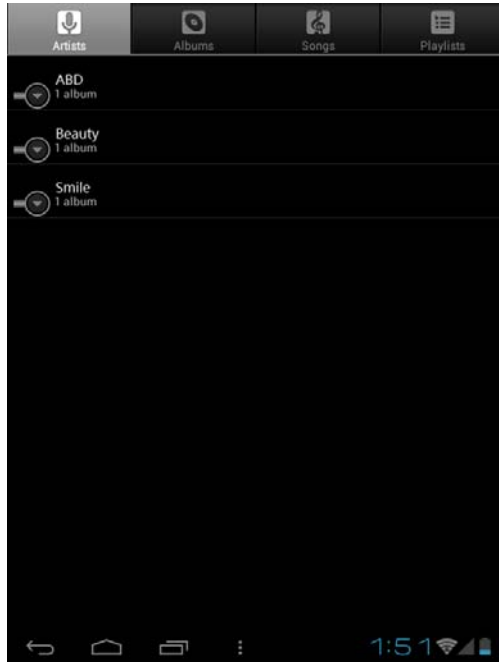 Artists
Albums
Songs
Playlists
ABD
1 album
Beauty
1 album
Smile
1 album
1:51